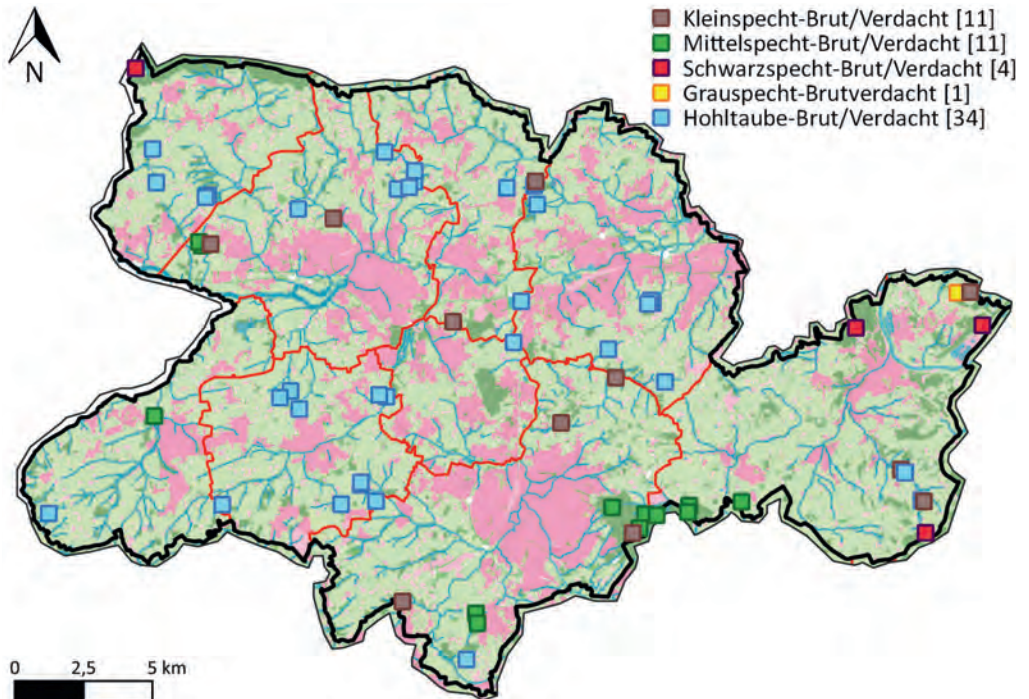 N
Kleinspecht-Brut/Verdacht [11]
Mittelspecht-Brut/Verdacht [11]
Schwarzspecht-Brut/Verdacht [4]
Grauspecht-Brutverdacht [1]
Hohltaube-Brut/Verdacht [34]
0 2,5 5 km